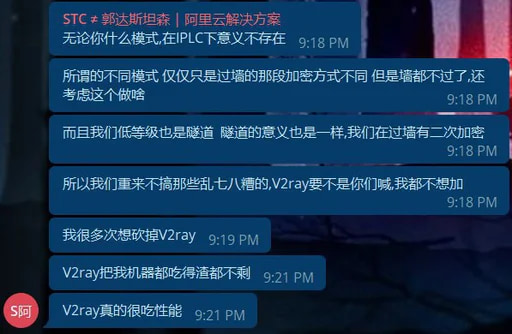 STC ≠ 郭达斯坦森 | 阿里云解决方案
无论你什么模式,在IPLC下意义不存在 9:18 PM
所谓的不同模式 仅仅只是过墙的那段加密方式不同 但是墙都不过了,还
考虑这个做啥 9:18 PM
而且我们低等级也是隧道 隧道的意义也是一样,我们在过墙有二次加密
9:18 PM
所以我们重来不搞那些乱七八糟的,V2ray要不是你们喊,我都不想加
9:18 PM
我很多次想砍掉V2ray 9:19 PM
V2ray把我机器都吃得渣都不剩 9:21 PM
S阿
V2ray真的很吃性能 9:21 PM